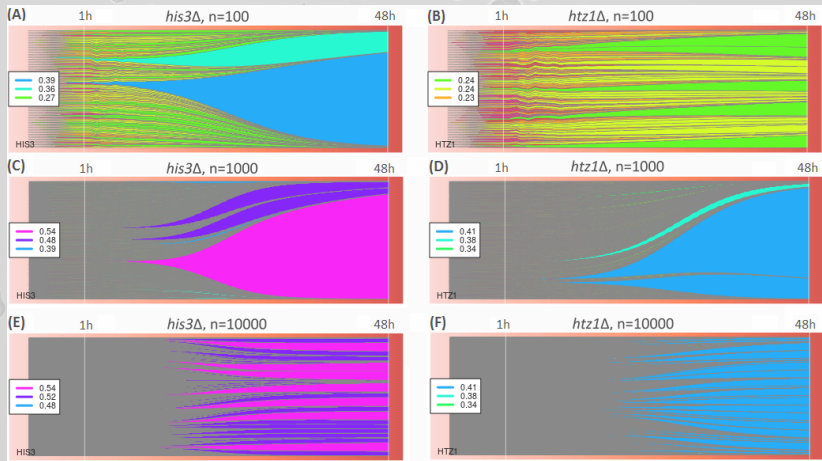 (A) 1h his3Δ, n=100 48h
0.39
0.36
0.27
HIS3
(B) 1h htz1Δ, n=100 48h
0.24
0.24
0.23
HTZ1
(C) 1h his3Δ, n=1000 48h
0.54
0.48
0.39
HIS3
(D) 1h htz1Δ, n=1000 48h
0.41
0.38
0.34
HTZ1
(E) 1h his3Δ, n=10000 48h
0.54
0.52
0.48
HIS3
(F) 1h htz1Δ, n=10000 48h
0.41
0.38
0.34
HTZ1